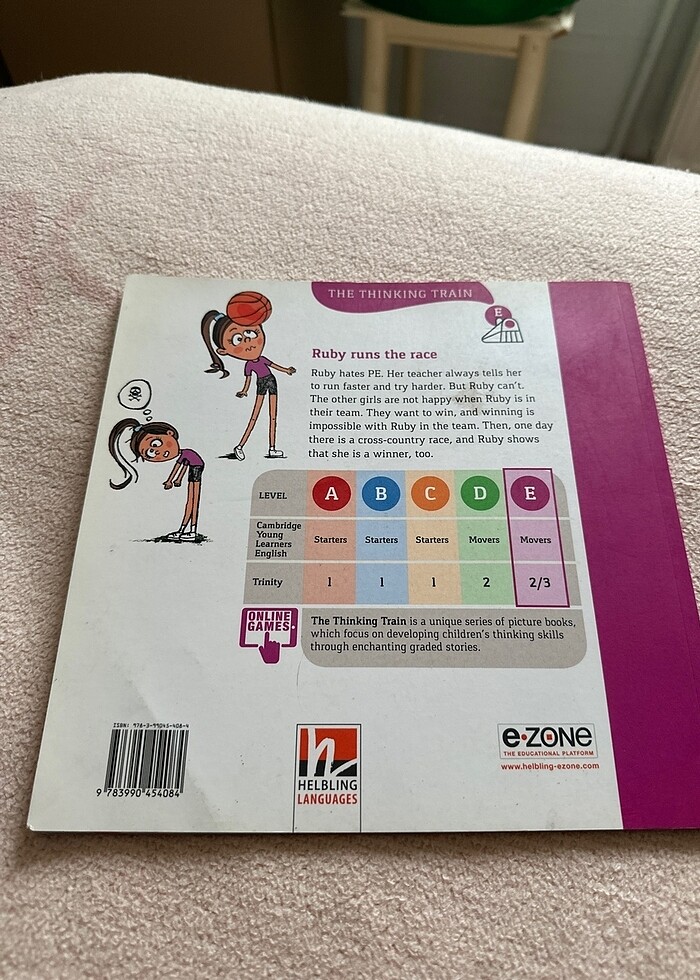 THE THINKING TRAIN
E
Ruby runs the race
Ruby hates PE. Her teacher always tells her
to run faster and try harder. But Ruby can't.
The other girls are not happy when Ruby is in
their team. They want to win, and winning is
impossible with Ruby in the team. Then, one day
there is a cross-country race, and Ruby shows
that she is a winner, too.
LEVEL A B C D E
Cambridge
Young
Learners
English
Starters Starters Starters Movers Movers
Trinity 1 1 1 2 2/3
ONLINE
GAMES
The Thinking Train is a unique series of picture books,
which focus on developing children's thinking skills
through enchanting graded stories.
ISBN: 978-3-99045-408-4
9 783990 454084
HELBLING
LANGUAGES
e·zone
THE EDUCATIONAL PLATFORM
www.helbling-ezone.com